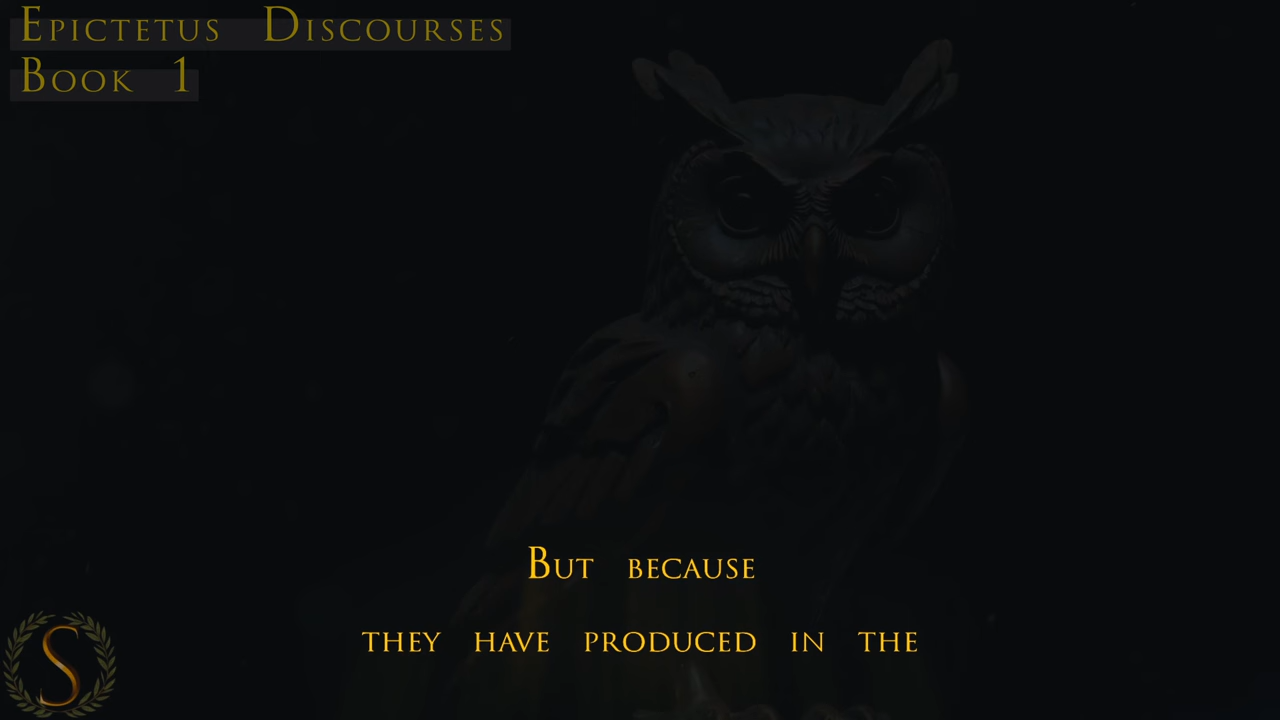 Epictetus Discourses
Book 1
But because
they have produced in the
S